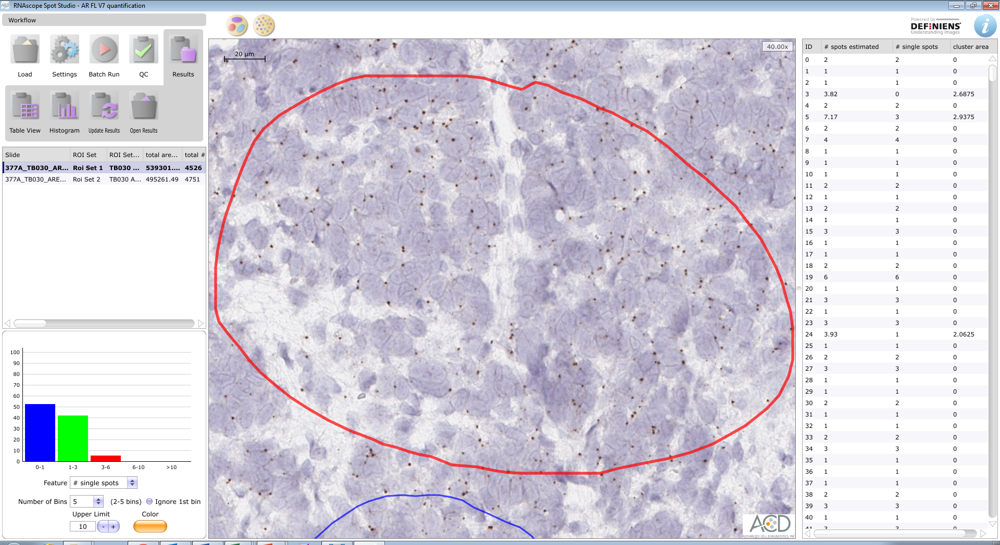 RNAscope Spot Studio - AR FL V7 quantification
Workflow
Load
Settings
Batch Run
QC
Results
Table View
Histogram
Update Results
Open Results
Slide ROI Set ROI Set... total are... total #
377A_TB030_AR... Roi Set 1 TB030 ... 539301.... 4526
377A_TB030_ARE... Roi Set 2 TB030 A... 495261.49 4751
100
90
80
70
60
50
40
30
20
10
0
0-1 1-3 3-6 6-10 >10
Feature # single spots
Number of Bins 5 (2-5 bins) Ignore 1st bin
Upper Limit Color
10 - +
20 µm
40.00x
Powered by
DEFINIENS
Understanding Images
i
ACD
ADVANCED CELL DIAGNOSTICS, INC.
ID # spots estimated # single spots cluster area
0 2 2 0
1 1 1 0
2 1 1 0
3 3.82 0 2.6875
4 2 2 0
5 7.17 3 2.9375
6 2 2 0
7 4 4 0
8 1 1 0
9 1 1 0
10 1 1 0
11 2 2 0
12 1 1 0
13 2 2 0
14 1 1 0
15 3 3 0
16 1 1 0
17 1 1 0
18 2 2 0
19 6 6 0
20 1 1 0
21 3 3 0
22 1 1 0
23 3 3 0
24 3.93 1 2.0625
25 1 1 0
26 2 2 0
27 3 3 0
28 1 1 0
29 1 1 0
30 2 2 0
31 1 1 0
32 1 1 0
33 2 2 0
34 3 3 0
35 1 1 0
36 1 1 0
37 1 1 0
38 2 2 0
39 3 3 0
40 1 1 0